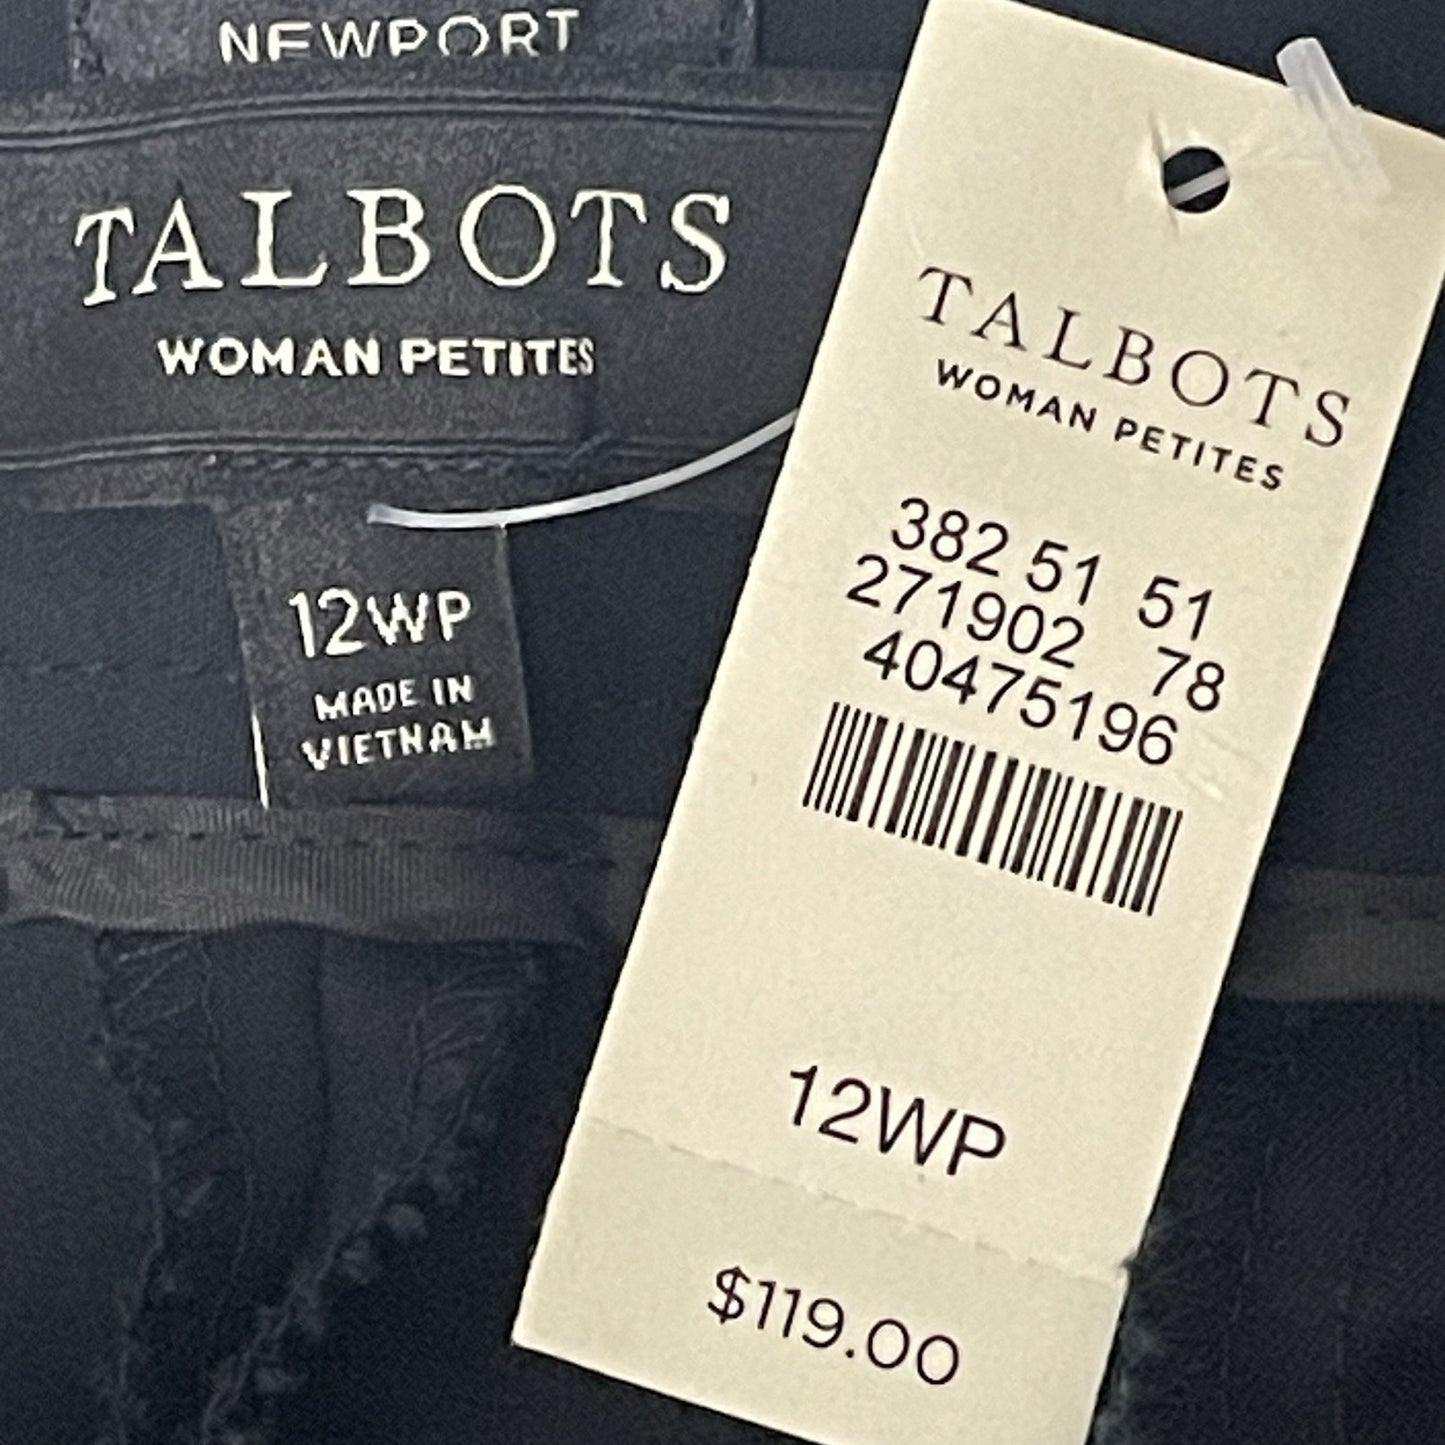 NEWPORT
TALBOTS
WOMAN PETITES
12WP
MADE IN
VIETNAM
TALBOTS
WOMAN PETITES
382 51 51
271902 78
40475196
12WP
$119.00